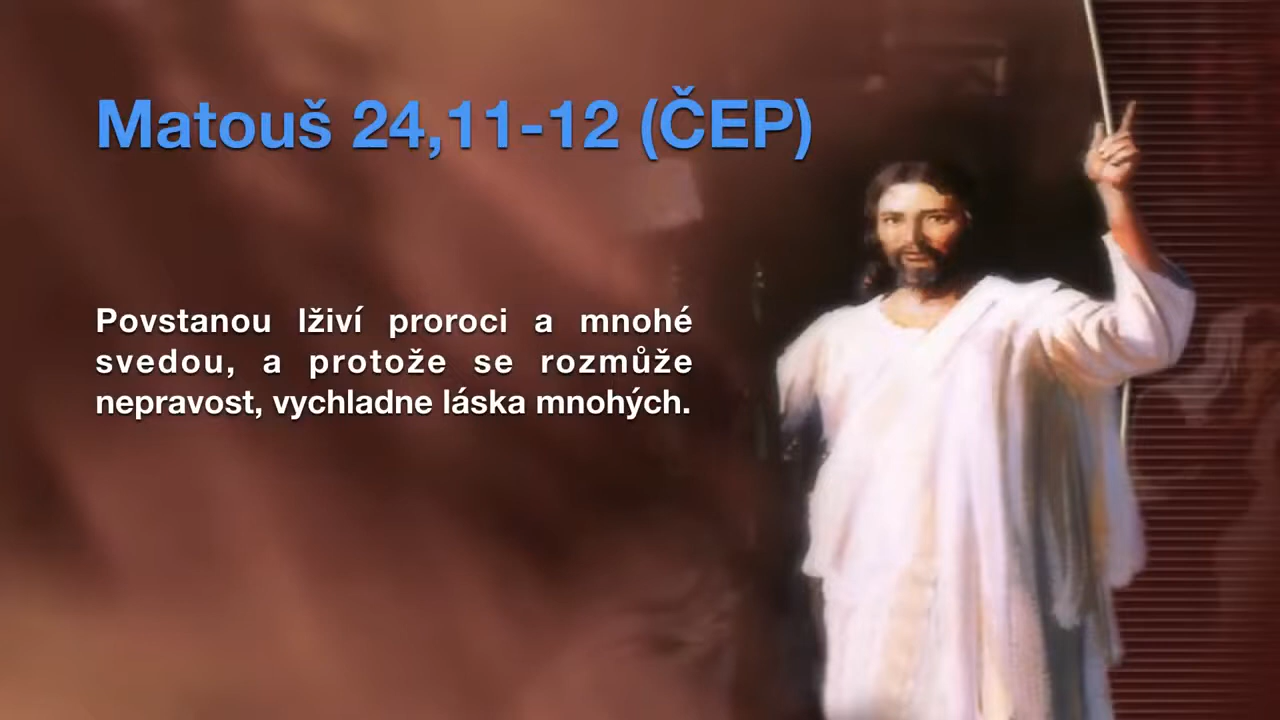 Matouš 24,11-12 (ČEP)
Povstanou lživí proroci a mnohé
svedou, a protože se rozmůže
nepravost, vychladne láska mnohých.